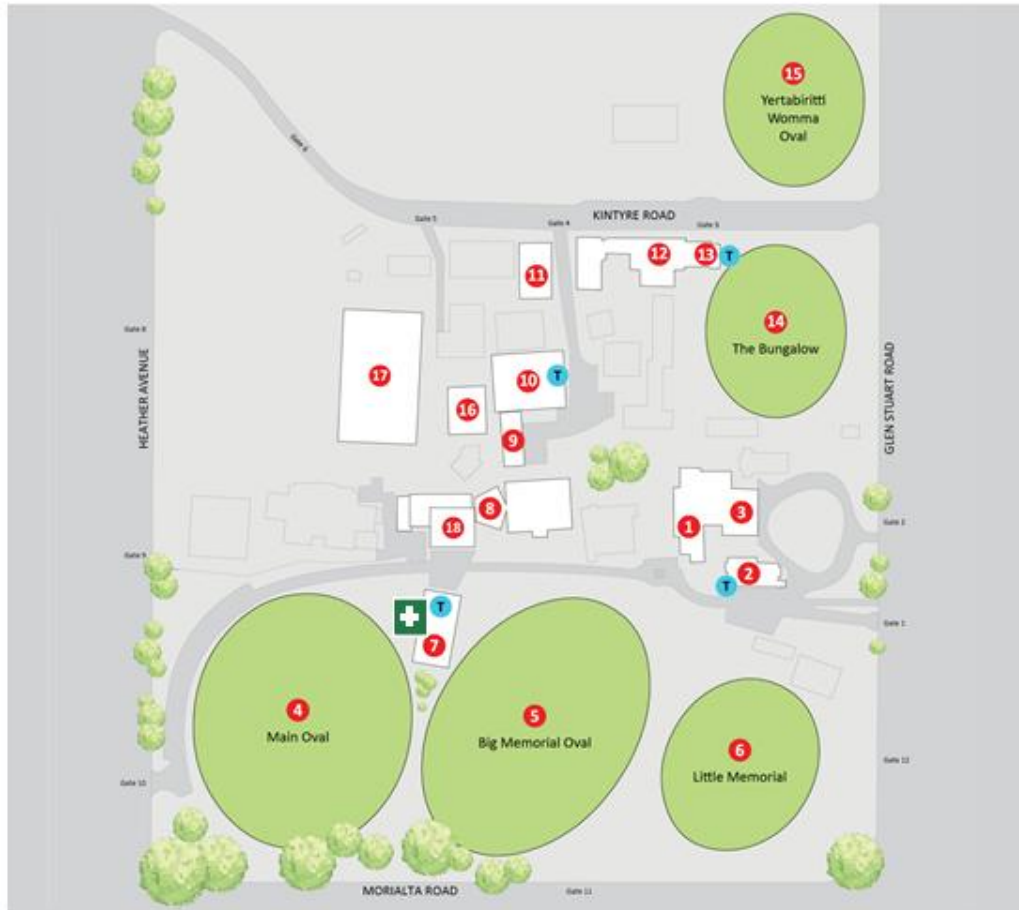 15
Yertabiritti
Womma
Oval
Gate 6
KINTYRE ROAD
Gate 5
Gate 4
Gate 3
12
13
T
11
14
The Bungalow
Gate 8
HEATHER AVENUE
GLEN STUART ROAD
17
10
T
16
9
8
18
1
3
Gate 2
Gate 9
2
T
T
7
Gate 1
4
Main Oval
5
Big Memorial Oval
6
Little Memorial
Gate 12
Gate 10
MORIALTA ROAD
Gate 11